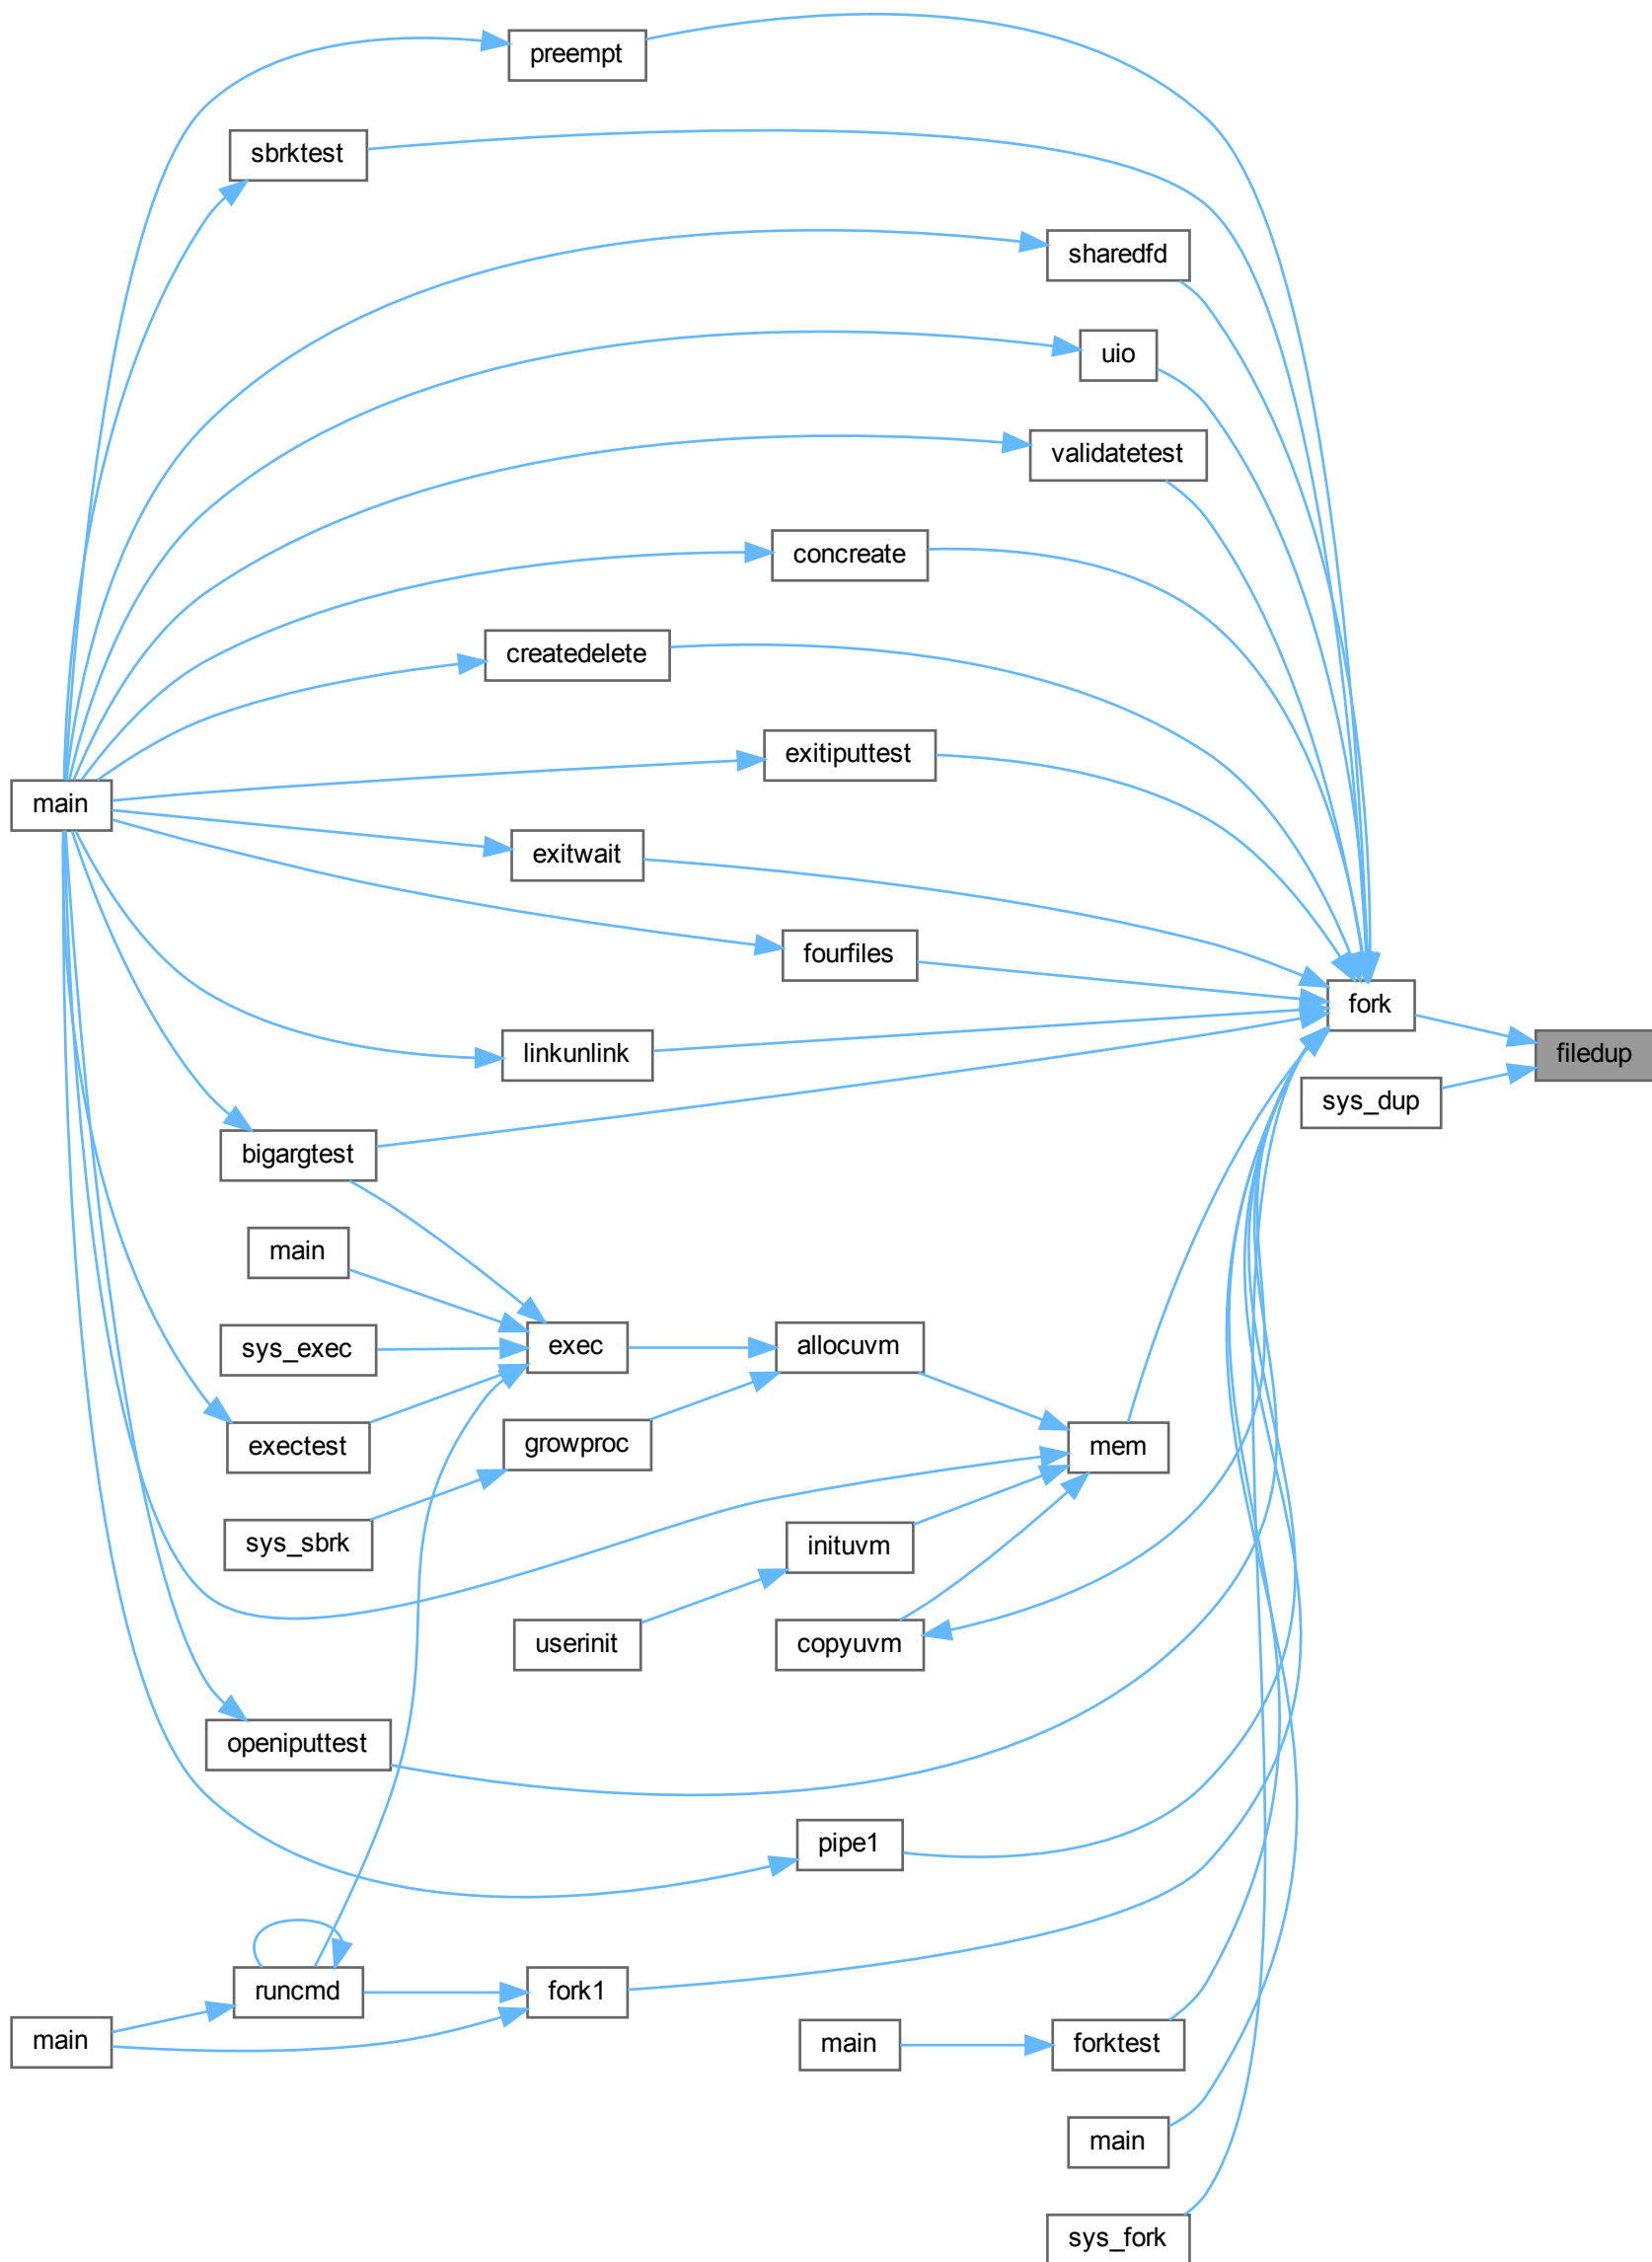 preempt
sbrktest
sharedfd
uio
validatetest
concreate
createdelete
exitiputtest
main
exitwait
fourfiles
fork
linkunlink
filedup
sys_dup
bigargtest
main
sys_exec
exec
allocuvm
exectest
growproc
mem
sys_sbrk
inituvm
userinit
copyuvm
openiputtest
pipe1
runcmd
fork1
main
main
forktest
main
sys_fork